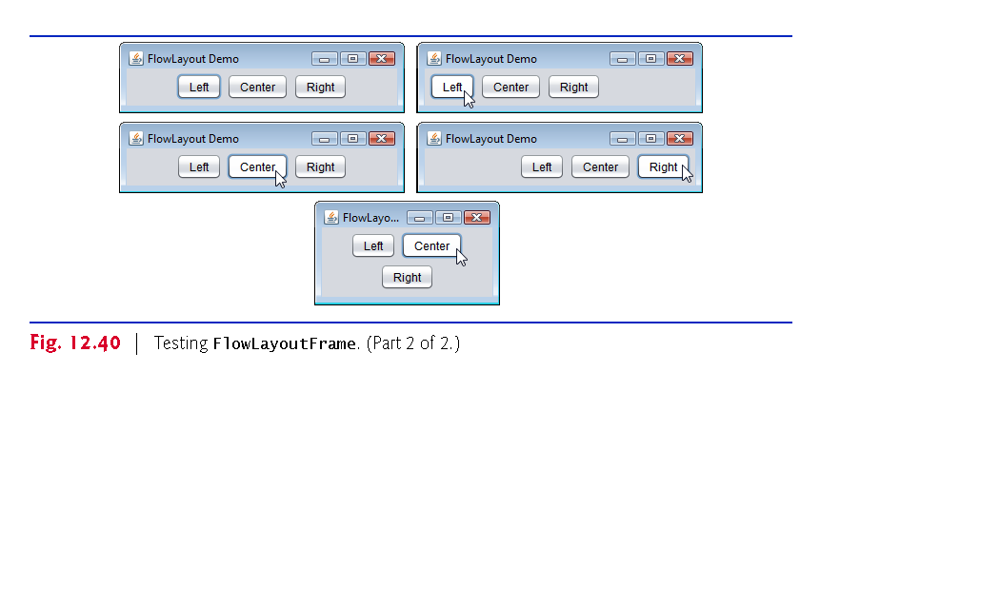 FlowLayout Demo
Left Center Right
FlowLayout Demo
Left Center Right
FlowLayout Demo
Left Center Right
FlowLayout Demo
Left Center Right
FlowLayo...
Left Center
Right
Fig. 12.40 | Testing FlowLayoutFrame. (Part 2 of 2.)